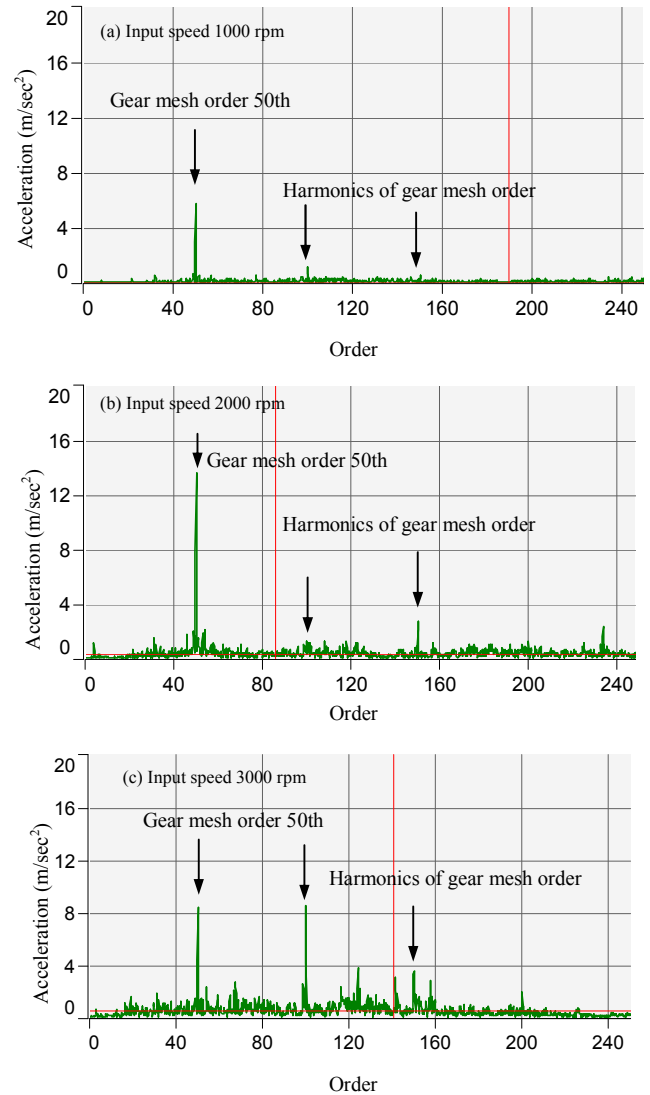 (a) Input speed 1000 rpm
20
16
12
8
4
0
Acceleration (m/sec²)
Gear mesh order 50th
Harmonics of gear mesh order
0 40 80 120 160 200 240
Order
(b) Input speed 2000 rpm
20
16
12
8
4
0
Acceleration (m/sec²)
Gear mesh order 50th
Harmonics of gear mesh order
0 40 80 120 160 200 240
Order
(c) Input speed 3000 rpm
20
16
12
8
4
0
Acceleration (m/sec²)
Gear mesh order 50th
Harmonics of gear mesh order
0 40 80 120 160 200 240
Order